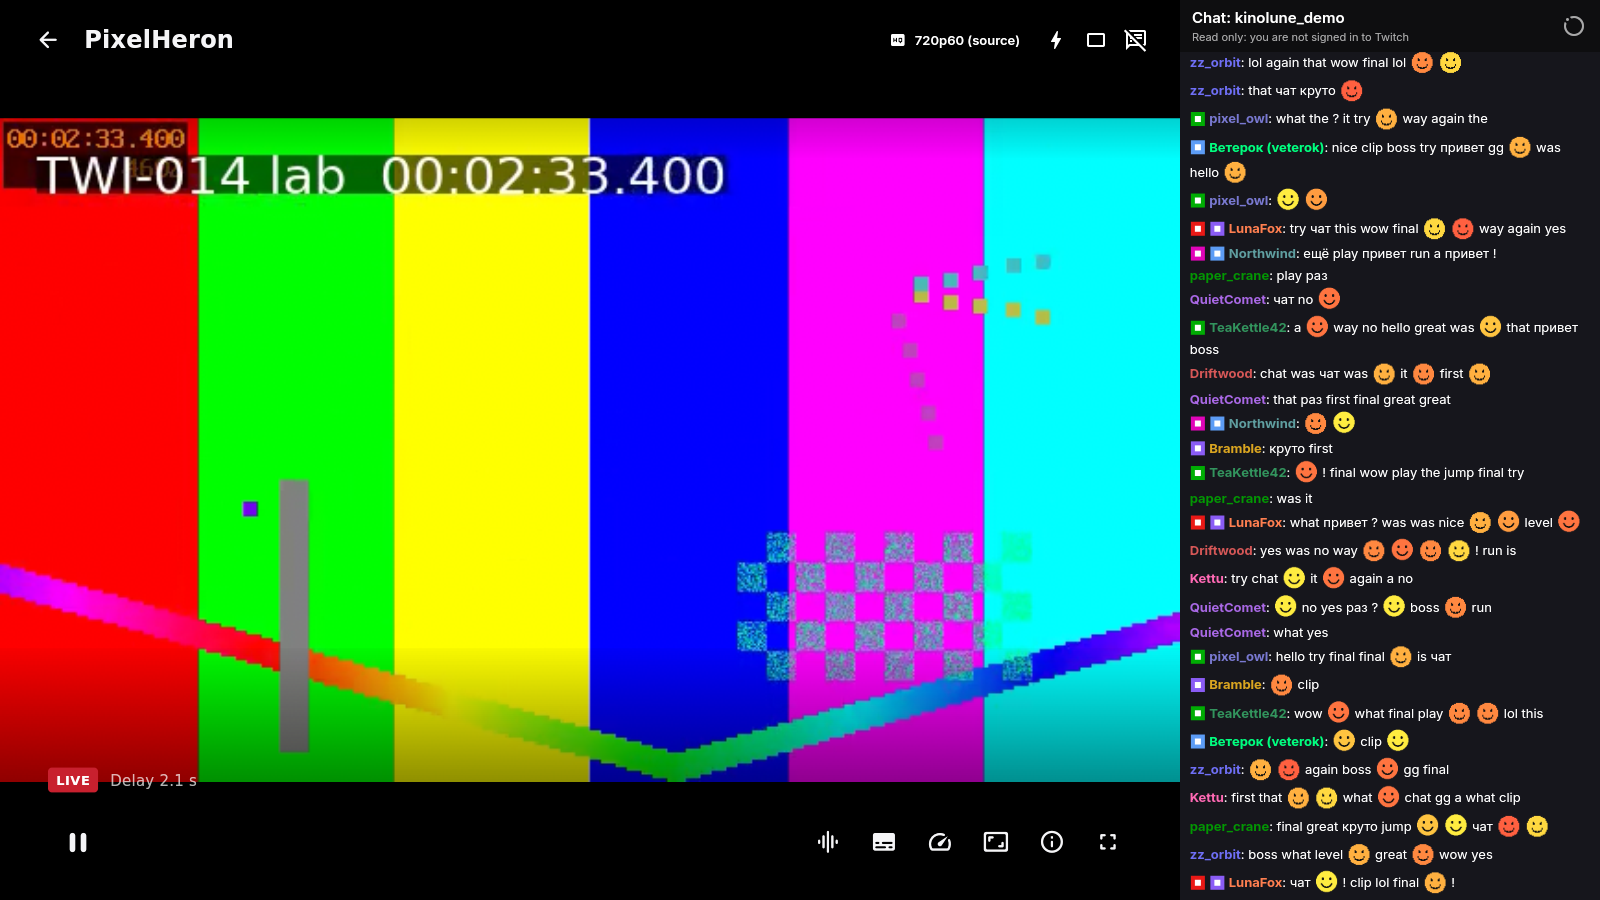 PixelHeron
720p60 (source)
00:02:33.400
TWI-014 lab 00:02:33.400
LIVE Delay 2.1 s
Chat: kinolune_demo
Read only: you are not signed in to Twitch
zz_orbit: lol again that wow final lol
zz_orbit: that чат круто
pixel_owl: what the ? it try way again the
Ветерок (veterok): nice clip boss try привет gg was
hello
pixel_owl:
LunaFox: try чат this wow final way again yes
Northwind: ещё play привет run a привет !
paper_crane: play раз
QuietComet: чат no
TeaKettle42: a way no hello great was that привет
boss
Driftwood: chat was чат was it first
QuietComet: that раз first final great great
Northwind:
Bramble: круто first
TeaKettle42: ! final wow play the jump final try
paper_crane: was it
LunaFox: what привет ? was was nice level
Driftwood: yes was no way ! run is
Kettu: try chat it again a no
QuietComet: no yes раз ? boss run
QuietComet: what yes
pixel_owl: hello try final final is чат
Bramble: clip
TeaKettle42: wow what final play lol this
Ветерок (veterok): clip
zz_orbit: again boss gg final
Kettu: first that what chat gg a what clip
paper_crane: final great круто jump чат
zz_orbit: boss what level great wow yes
LunaFox: чат ! clip lol final !